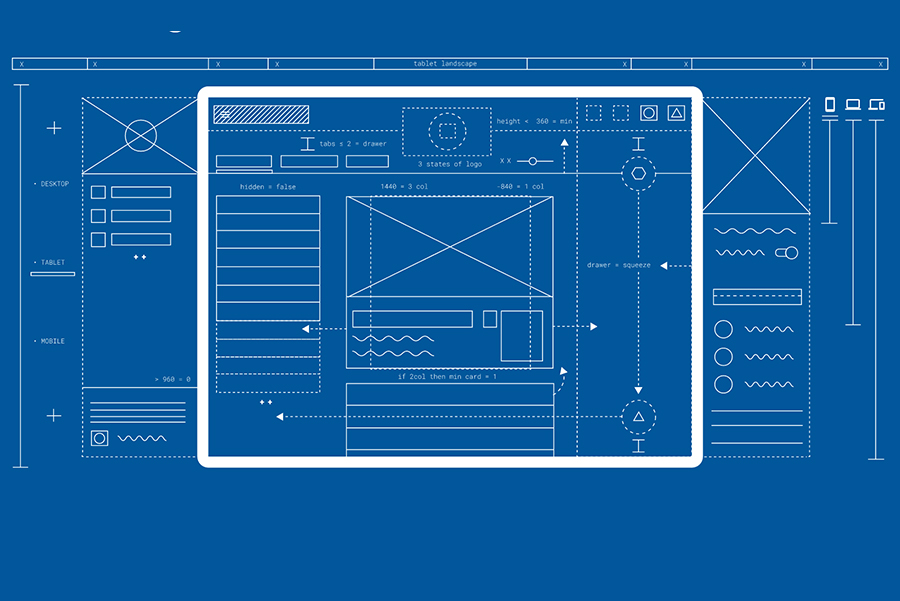 x x x x tablet landscape x x x x
height < 360 = min
tabs ≤ 2 = drawer
3 states of logo
X X
• DESKTOP
hidden = false
1440 = 3 col
-840 = 1 col
• TABLET
drawer = squeeze
• MOBILE
> 960 = 0
if 2col then min card = 1